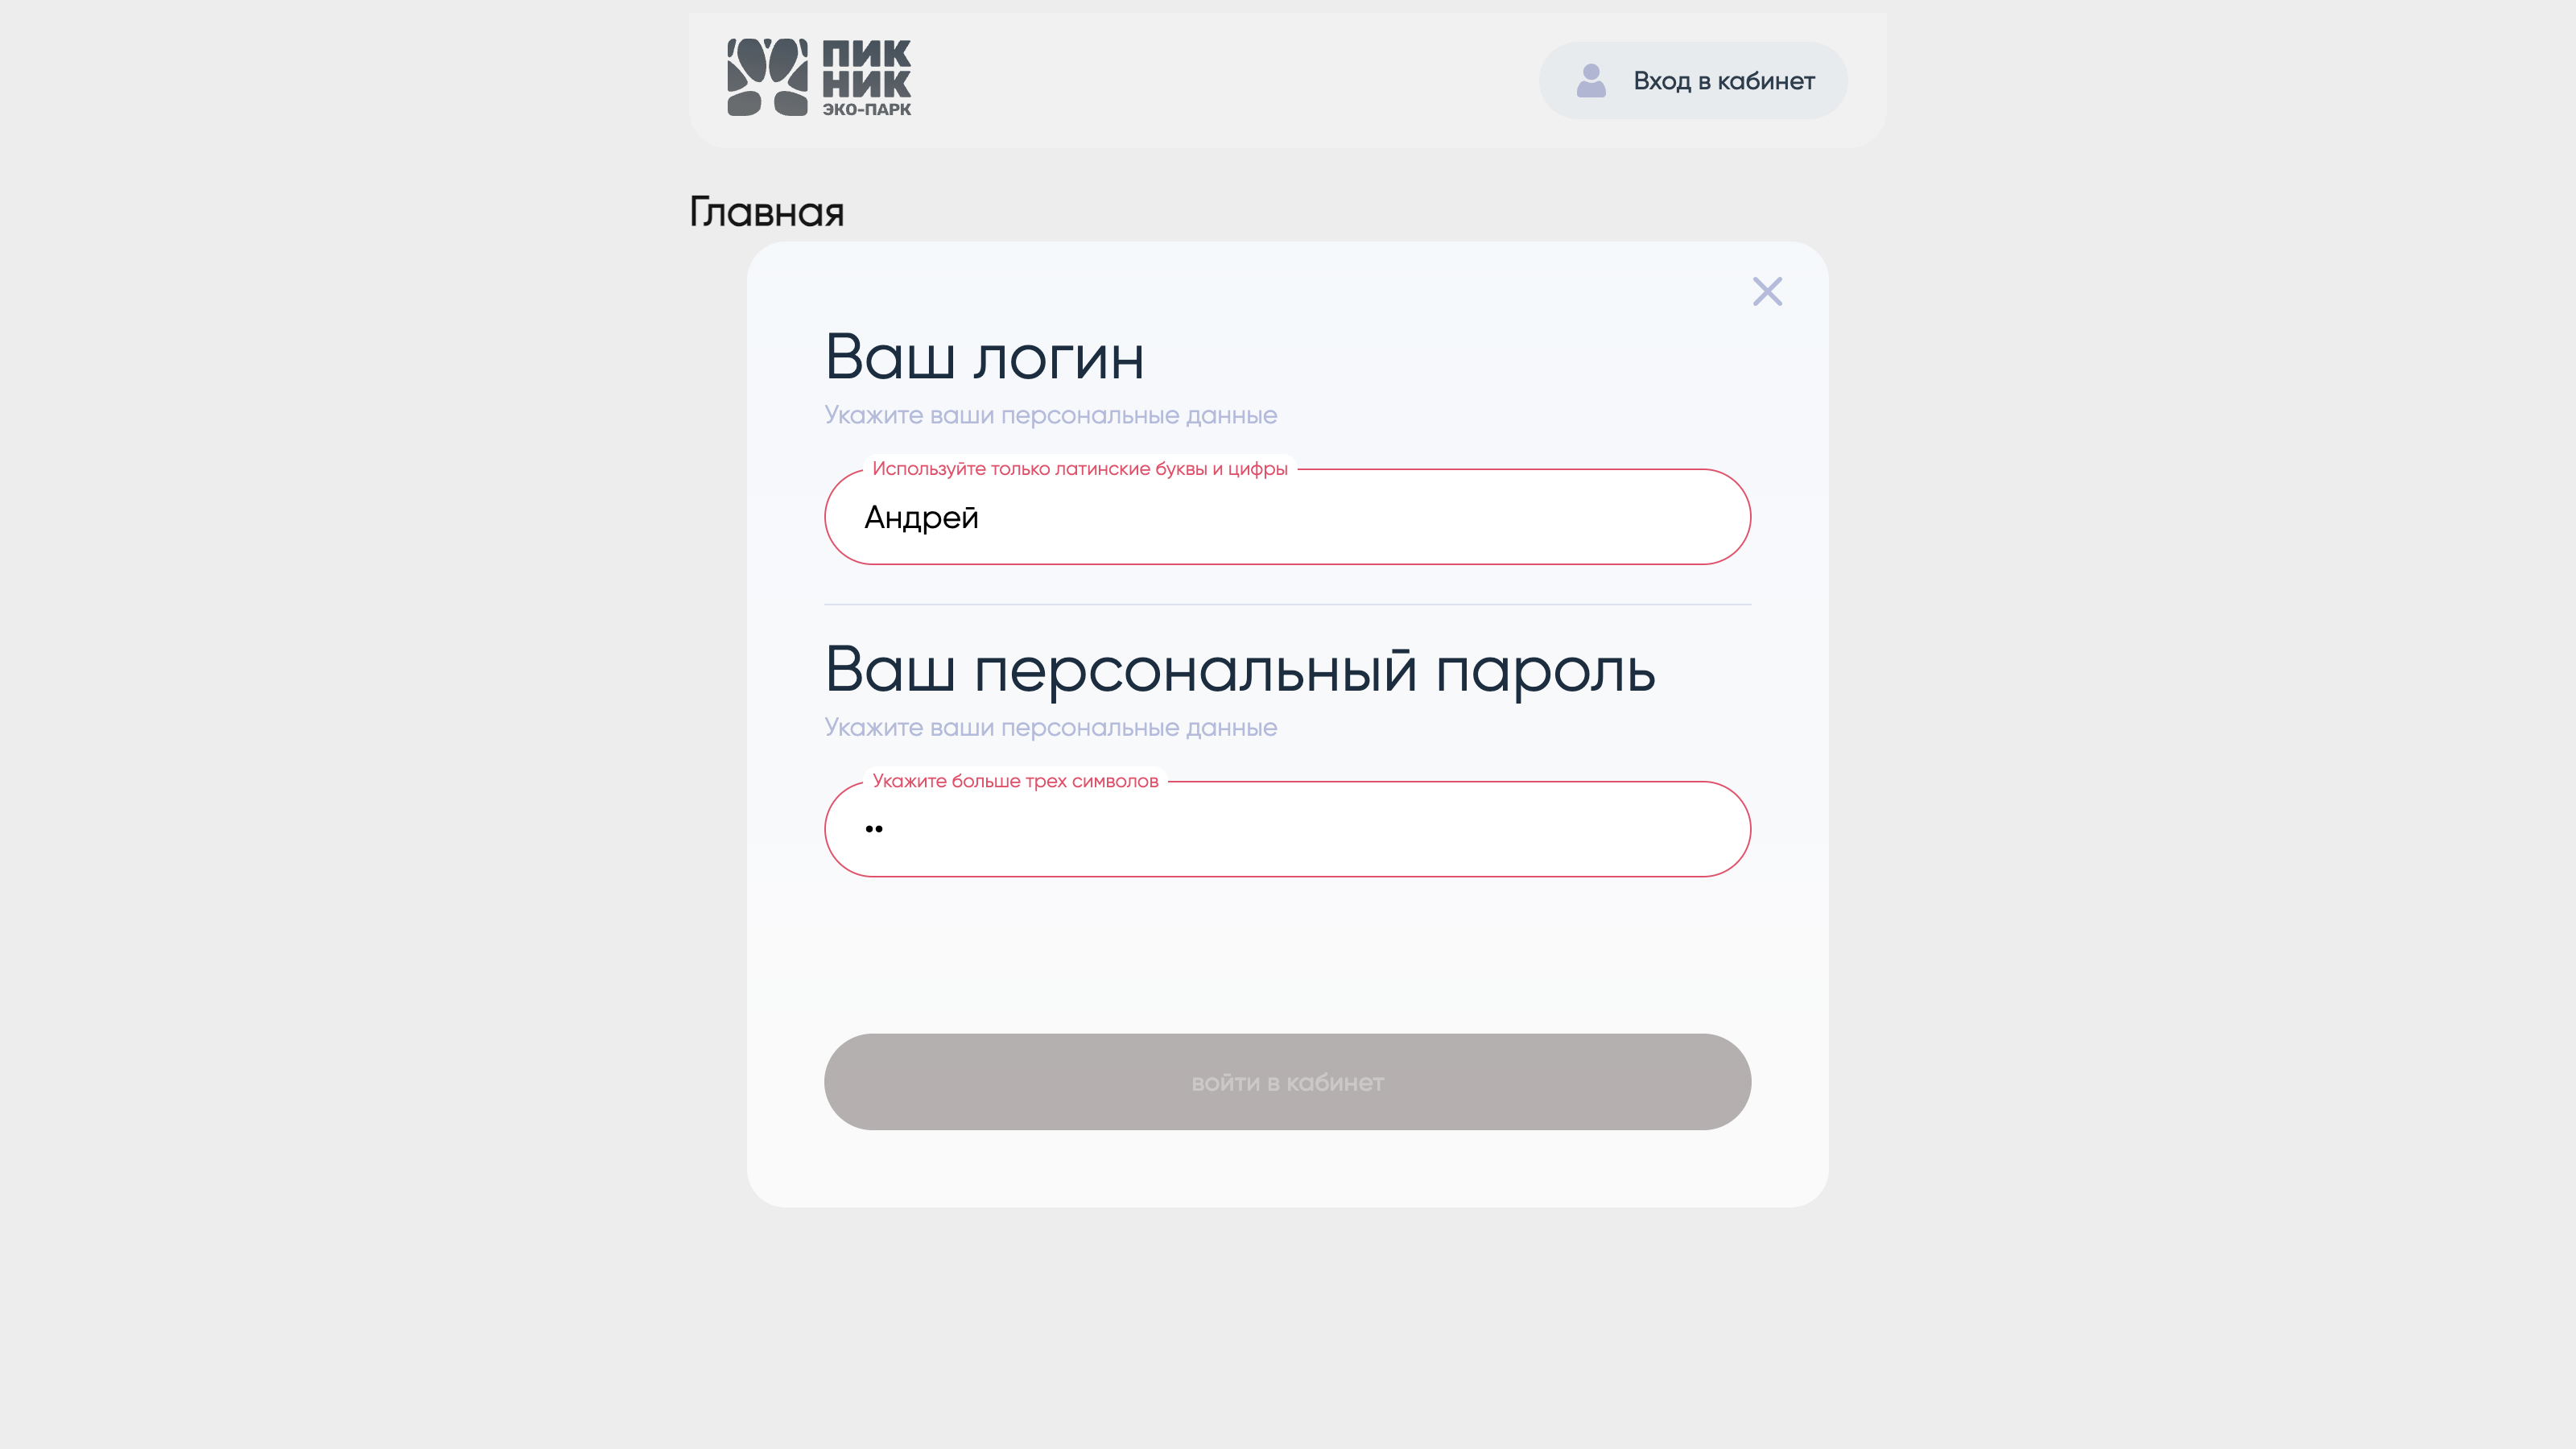 ПИК
НИК
ЭКО-ПАРК
Вход в кабинет
Главная
Ваш логин
Укажите ваши персональные данные
Используйте только латинские буквы и цифры
Андрей
Ваш персональный пароль
Укажите ваши персональные данные
Укажите больше трех символов
••
войти в кабинет